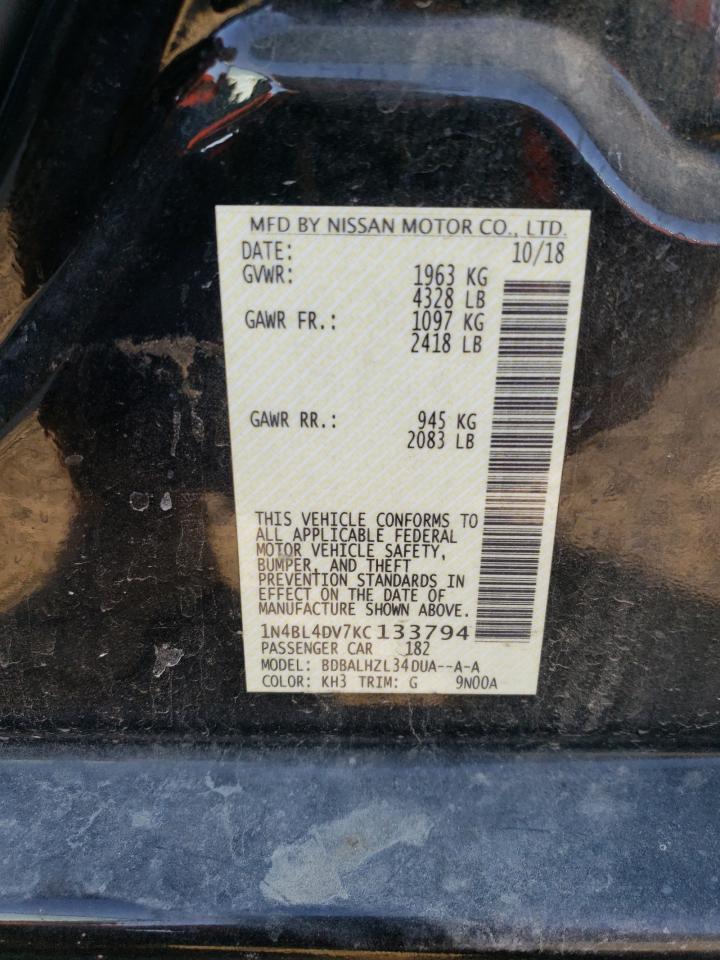 MFD BY NISSAN MOTOR CO., LTD.
DATE: 10/18
GVWR: 1963 KG
4328 LB
GAWR FR.: 1097 KG
2418 LB
GAWR RR.: 945 KG
2083 LB
THIS VEHICLE CONFORMS TO
ALL APPLICABLE FEDERAL
MOTOR VEHICLE SAFETY,
BUMPER, AND THEFT
PREVENTION STANDARDS IN
EFFECT ON THE DATE OF
MANUFACTURE SHOWN ABOVE.
1N4BL4DV7KC133794
PASSENGER CAR 182
MODEL: BDBALHZL34DUA--A-A
COLOR: KH3 TRIM: G 9N00A